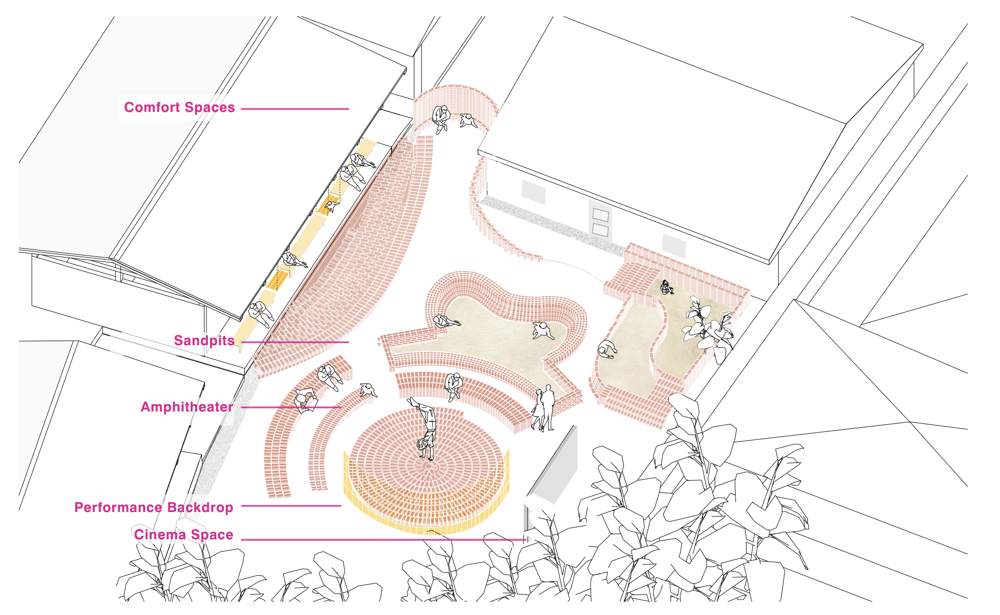 Comfort Spaces
Sandpits
Amphitheater
Performance Backdrop
Cinema Space